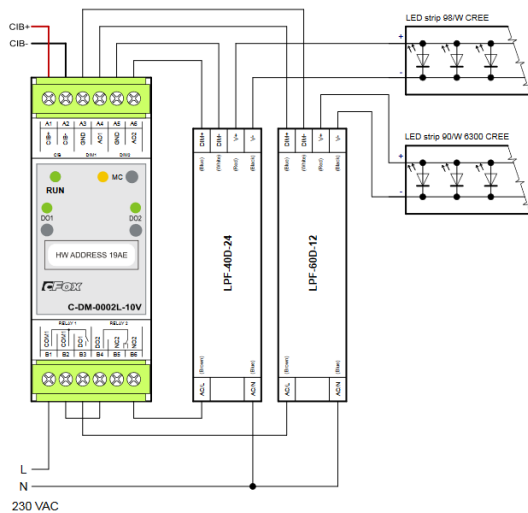 CIB+
CIB-
LED strip 98/W CREE
+
-
LED strip 90/W 6300 CREE
+
-
A1 A2 A3 A4 A5 A6
CIB+ CIB- GND AO1 GND AO2
CIB DIM1 DIM2
RUN
MC
DO1 DO2
HW ADDRESS 19AE
CFOX
C-DM-0002L-10V
RELAY 1 RELAY 2
COM1 COM1 DO1 DO2 NO2 NO2
B1 B2 B3 B4 B5 B6
DIM+ DIM- V+ V-
(Blue) (White) (Red) (Black)
LPF-40D-24
(Brown) (Blue)
AC/L AC/N
DIM+ DIM- V+ V-
(Blue) (White) (Red) (Black)
LPF-60D-12
(Brown) (Blue)
AC/L AC/N
L
N
230 VAC